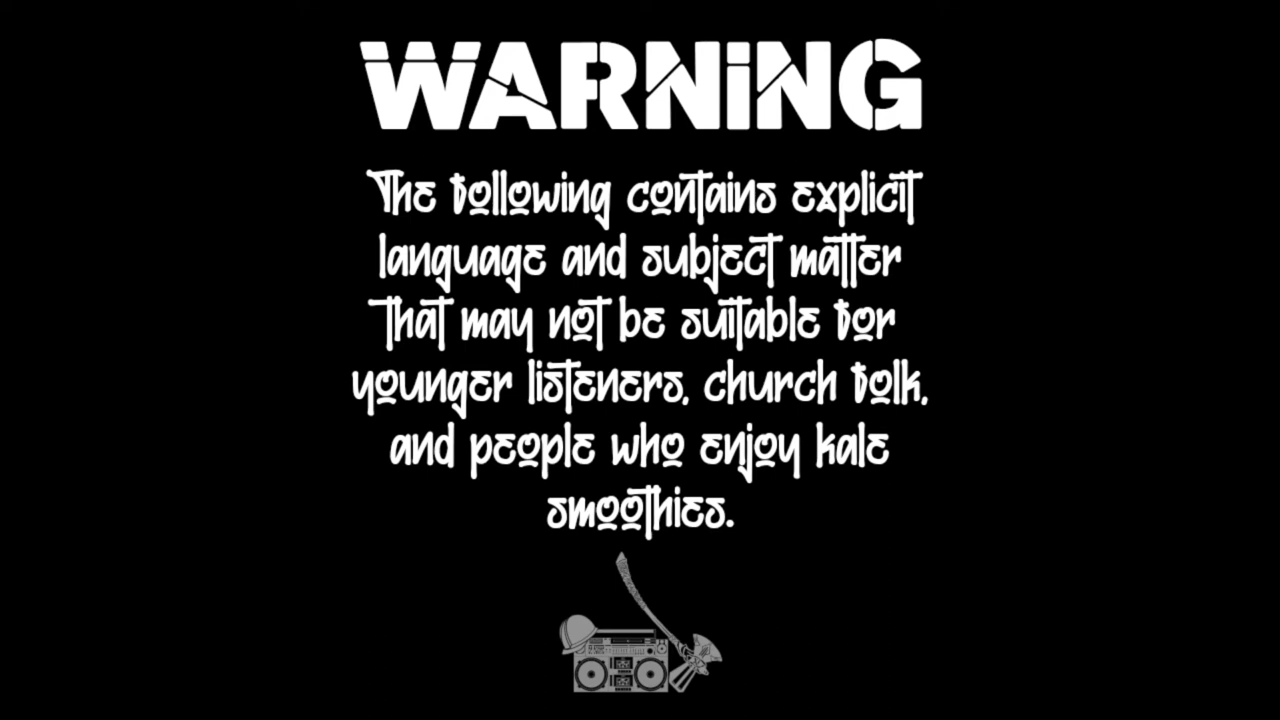 WARNiNG
The following contains explicit
language and subject matter
that may not be suitable for
younger listeners, church folk,
and people who enjoy kale
smoothies.